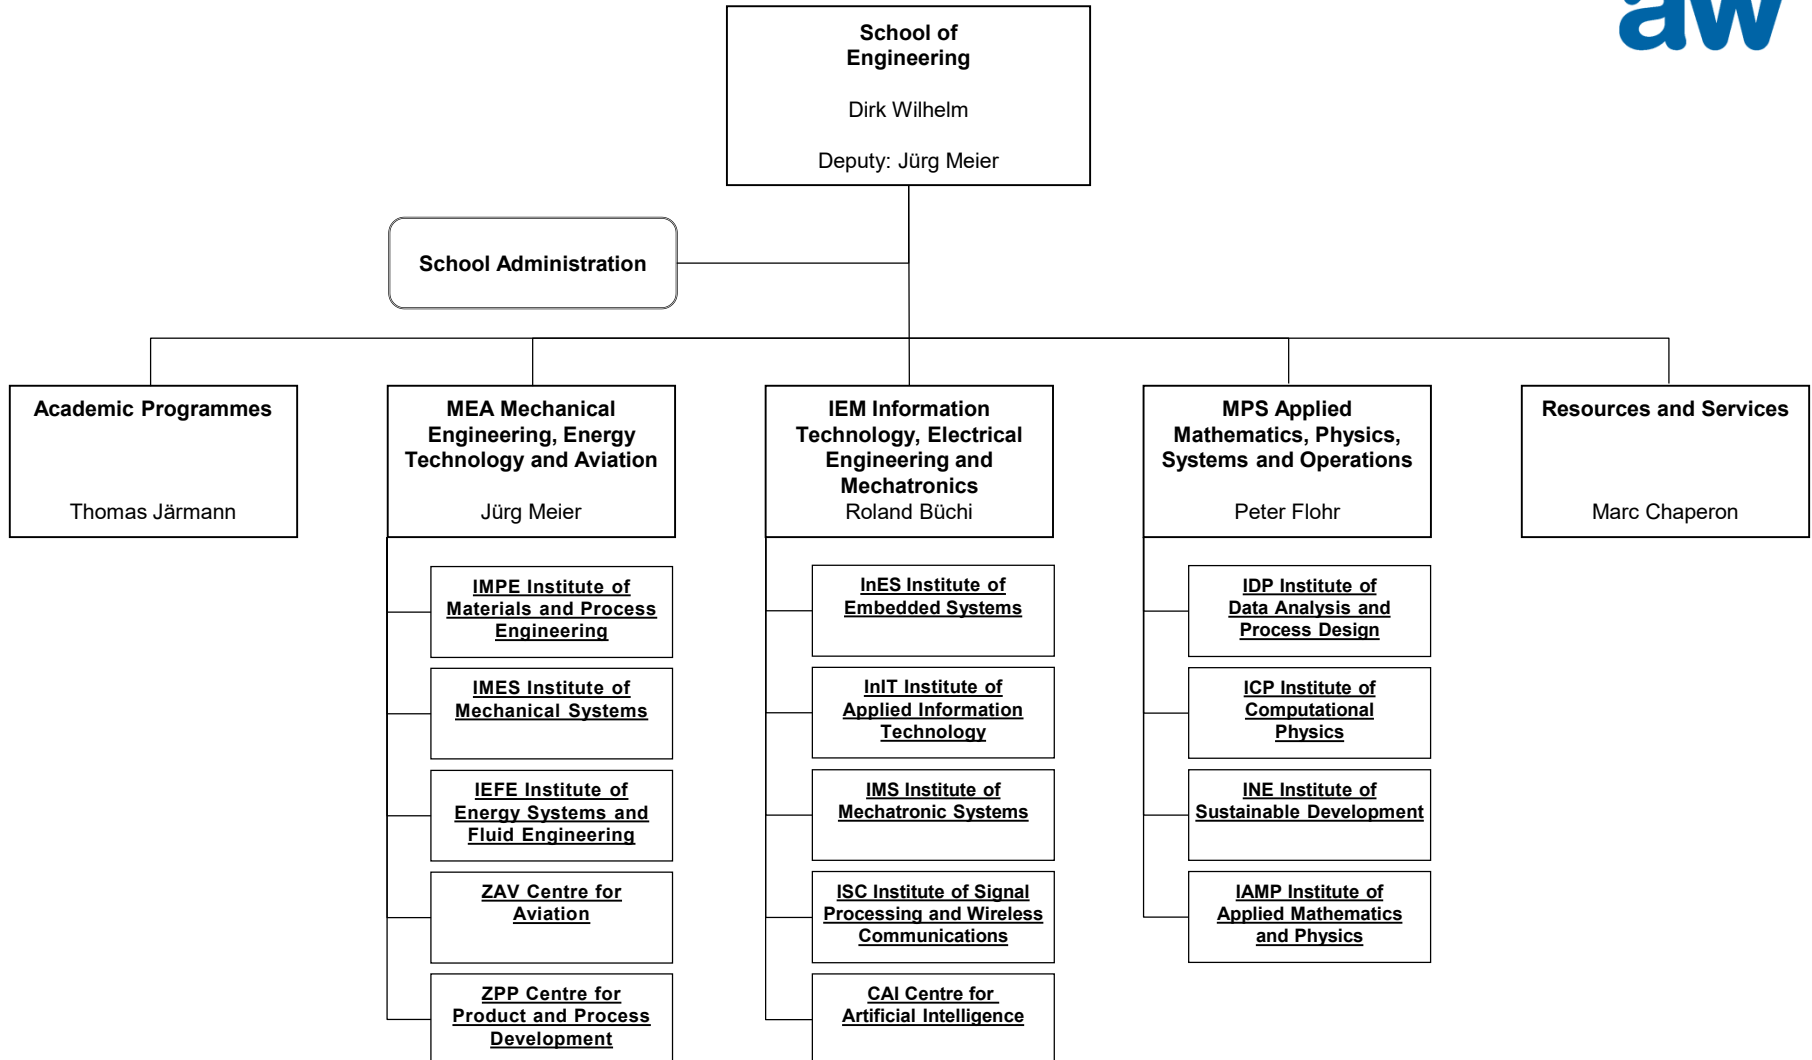 aw
School of
Engineering
Dirk Wilhelm
Deputy: Jürg Meier
School Administration
Academic Programmes
Thomas Järmann
MEA Mechanical
Engineering, Energy
Technology and Aviation
Jürg Meier
IEM Information
Technology, Electrical
Engineering and
Mechatronics
Roland Büchi
MPS Applied
Mathematics, Physics,
Systems and Operations
Peter Flohr
Resources and Services
Marc Chaperon
IMPE Institute of
Materials and Process
Engineering
IMES Institute of
Mechanical Systems
IEFE Institute of
Energy Systems and
Fluid Engineering
ZAV Centre for
Aviation
ZPP Centre for
Product and Process
Development
InES Institute of
Embedded Systems
InIT Institute of
Applied Information
Technology
IMS Institute of
Mechatronic Systems
ISC Institute of Signal
Processing and Wireless
Communications
CAI Centre for
Artificial Intelligence
IDP Institute of
Data Analysis and
Process Design
ICP Institute of
Computational
Physics
INE Institute of
Sustainable Development
IAMP Institute of
Applied Mathematics
and Physics